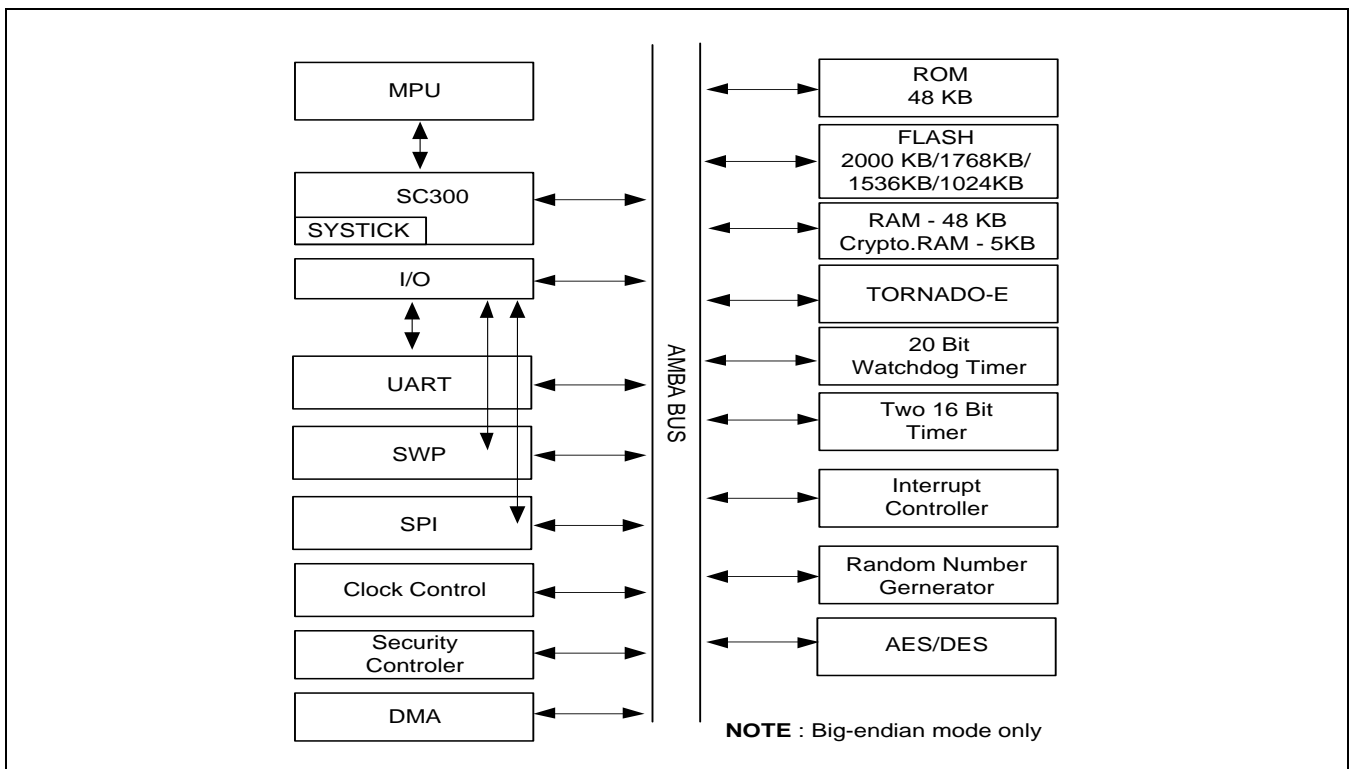 MPU
SC300
SYSTICK
I/O
UART
SWP
SPI
Clock Control
Security
Controler
DMA
AMBA BUS
ROM
48 KB
FLASH
2000 KB/1768KB/
1536KB/1024KB
RAM - 48 KB
Crypto.RAM - 5KB
TORNADO-E
20 Bit
Watchdog Timer
Two 16 Bit
Timer
Interrupt
Controller
Random Number
Gernerator
AES/DES
NOTE : Big-endian mode only